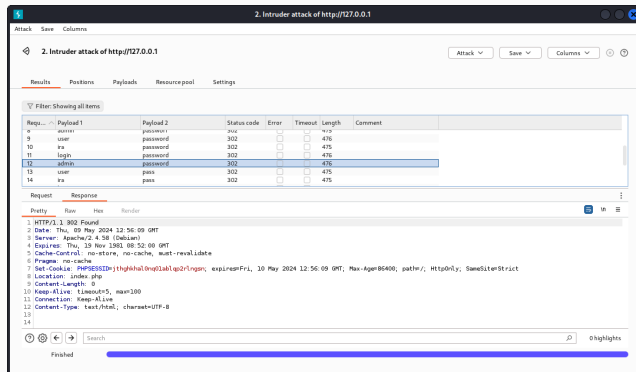 2. Intruder attack of http://127.0.0.1
Attack Save Columns
2. Intruder attack of http://127.0.0.1
Attack Save Columns
Results Positions Payloads Resource pool Settings
Filter: Showing all items
Requ... Payload 1 Payload 2 Status code Error Timeout Length Comment
8 admin 302 475
9 user password 302 476
10 ira password 302 475
11 login password 302 476
12 admin password 302 476
13 user pass 302 475
14 ira pass 302 475
Request Response
Pretty Raw Hex Render
\n
1 HTTP/1.1 302 Found
2 Date: Thu, 09 May 2024 12:56:09 GMT
3 Server: Apache/2.4.58 (Debian)
4 Expires: Thu, 19 Nov 1981 08:52:00 GMT
5 Cache-Control: no-store, no-cache, must-revalidate
6 Pragma: no-cache
7 Set-Cookie: PHPSESSID=; expires=Fri, 10 May 2024 12:56:09 GMT; Max-Age=86400; path=/; HttpOnly; SameSite=Strict
8 Location: index.php
9 Content-Length: 0
10 Keep-Alive: timeout=5, max=100
11 Connection: Keep-Alive
12 Content-Type: text/html; charset=UTF-8
13
14
Search 0 highlights
Finished